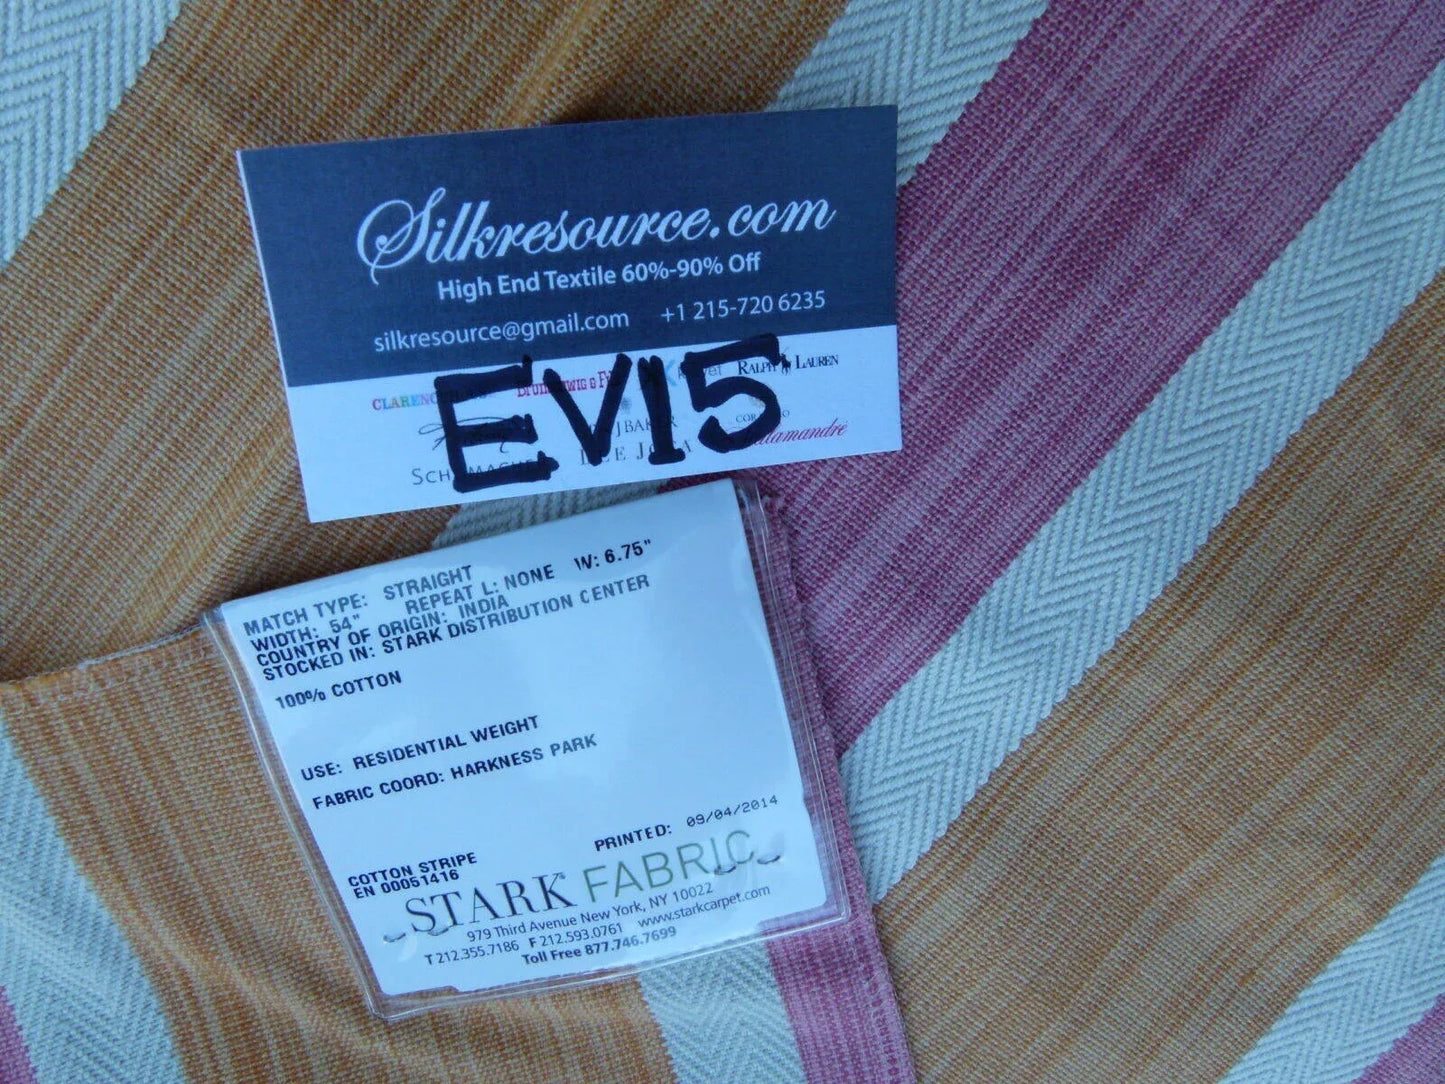 Silkresource.com
High End Textile 60%-90% Off
silkresource@gmail.com +1 215-720 6235
EV15
RALPH LAUREN
MATCH TYPE: STRAIGHT
WIDTH: 54" REPEAT L: NONE W: 6.75"
COUNTRY OF ORIGIN: INDIA
STOCKED IN: STARK DISTRIBUTION CENTER
100% COTTON
USE: RESIDENTIAL WEIGHT
FABRIC COORD: HARKNESS PARK
PRINTED: 09/04/2014
COTTON STRIPE
EN 00051416
STARK FABRIC
979 Third Avenue New York, NY 10022
T 212.355.7186 F 212.593.0761 www.starkcarpet.com
Toll Free 877.746.7699